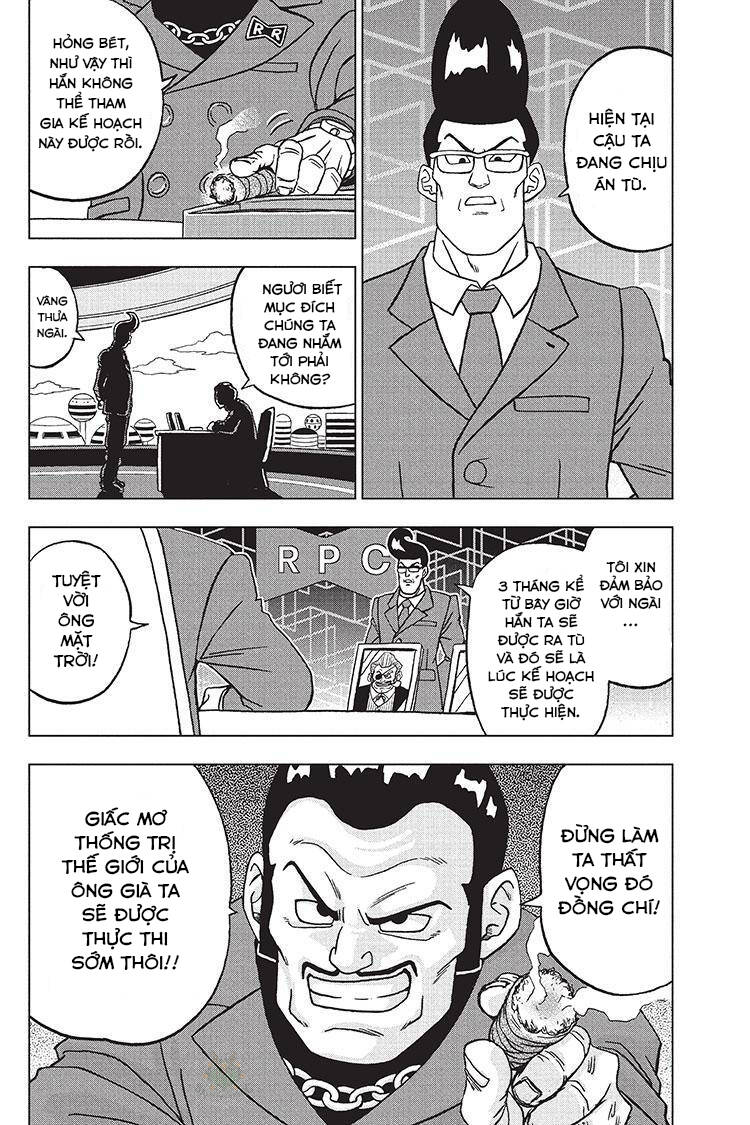 HIỆN TẠI
CẬU TA
ĐANG CHỊU
ÁN TÙ.
HỎNG BÉT,
NHƯ VẬY THÌ
HẮN KHÔNG
THỂ THAM
GIA KẾ HOẠCH
NÀY ĐƯỢC RỒI.
RR
NGƯƠI BIẾT
MỤC ĐÍCH
CHÚNG TA
ĐANG NHẮM
TỚI PHẢI
KHÔNG?
VÂNG
THƯA
NGÀI.
TÔI XIN
ĐẢM BẢO
VỚI NGÀI
...
3 THÁNG KỂ
TỪ BÂY GIỜ
HẮN TA SẼ
ĐƯỢC RA TÙ
VÀ ĐÓ SẼ LÀ
LÚC KẾ HOẠCH
SẼ ĐƯỢC
THỰC HIỆN.
RPC
TUYỆT
VỜI
ÔNG
MẶT
TRỜI!
ĐỪNG LÀM
TA THẤT
VỌNG ĐÓ
ĐỒNG CHÍ!
GIẤC MƠ
THỐNG TRỊ
THẾ GIỚI CỦA
ÔNG GIÀ TA
SẼ ĐƯỢC
THỰC THI
SỚM THÔI!!